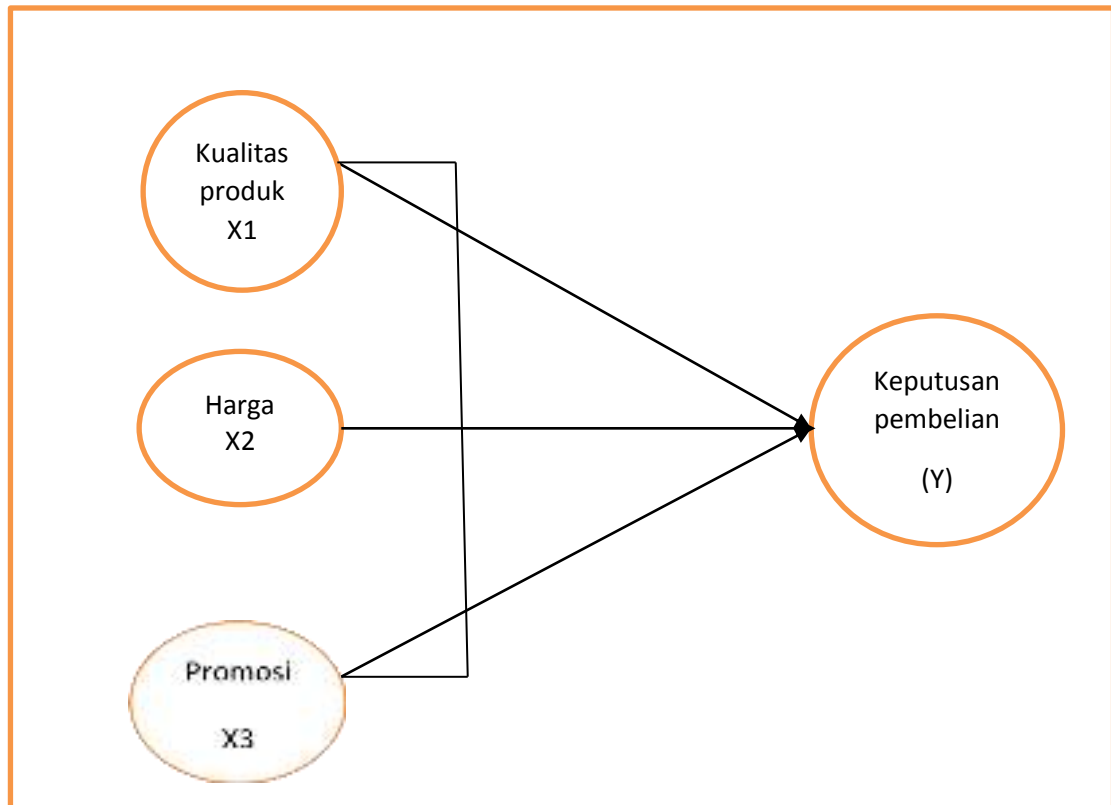 Kualitas
produk
X1
Harga
X2
Promosi
X3
Keputusan
pembelian
(Y)